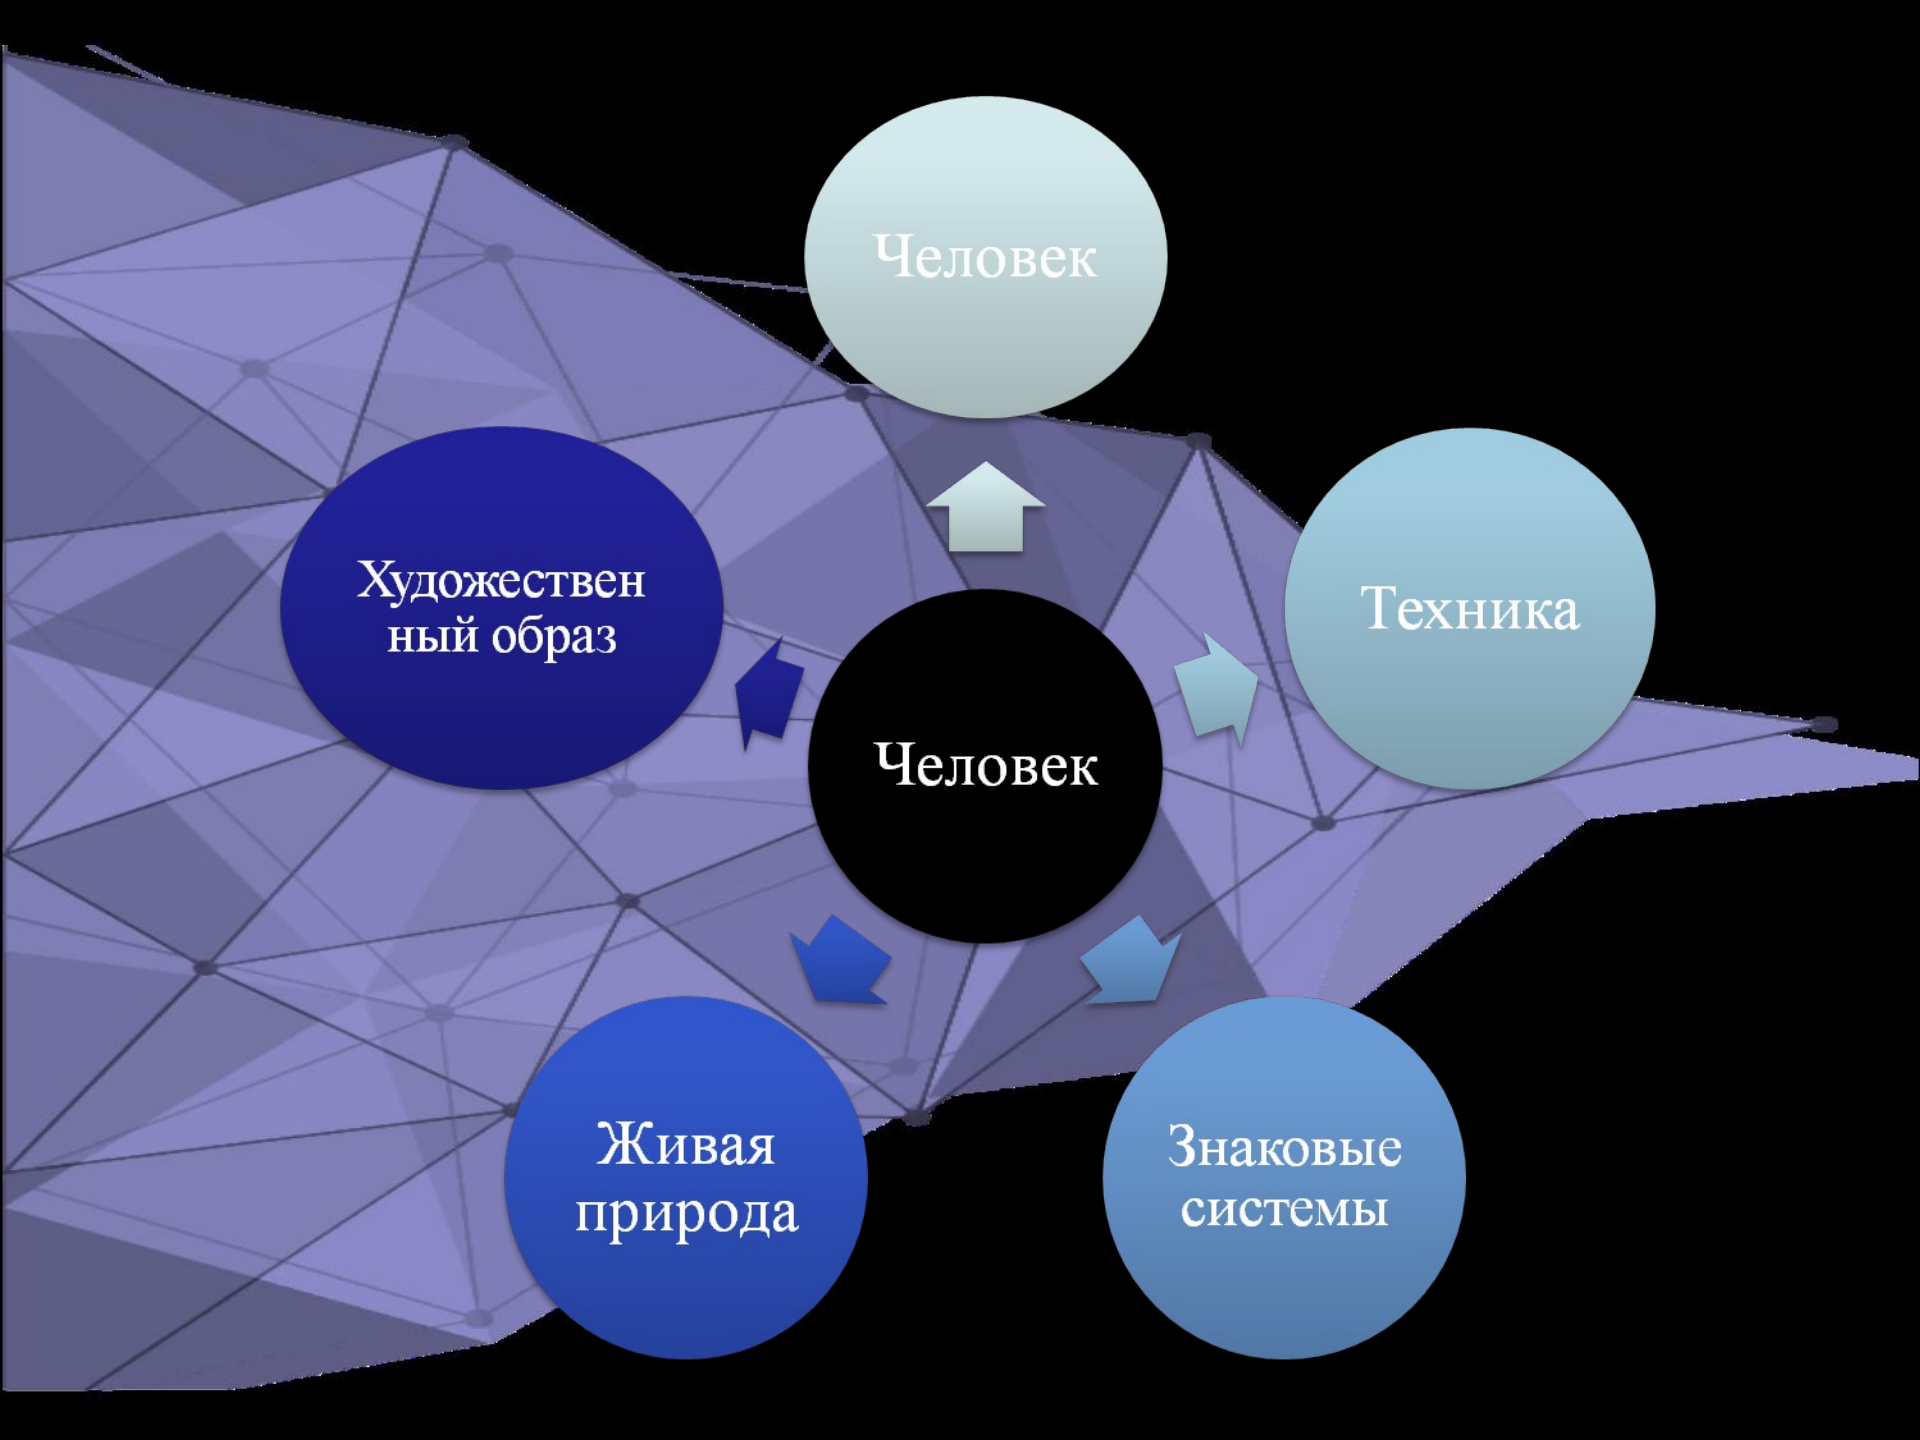 Человек
Техника
Художествен
ный образ
Человек
Живая
природа
Знаковые
системы